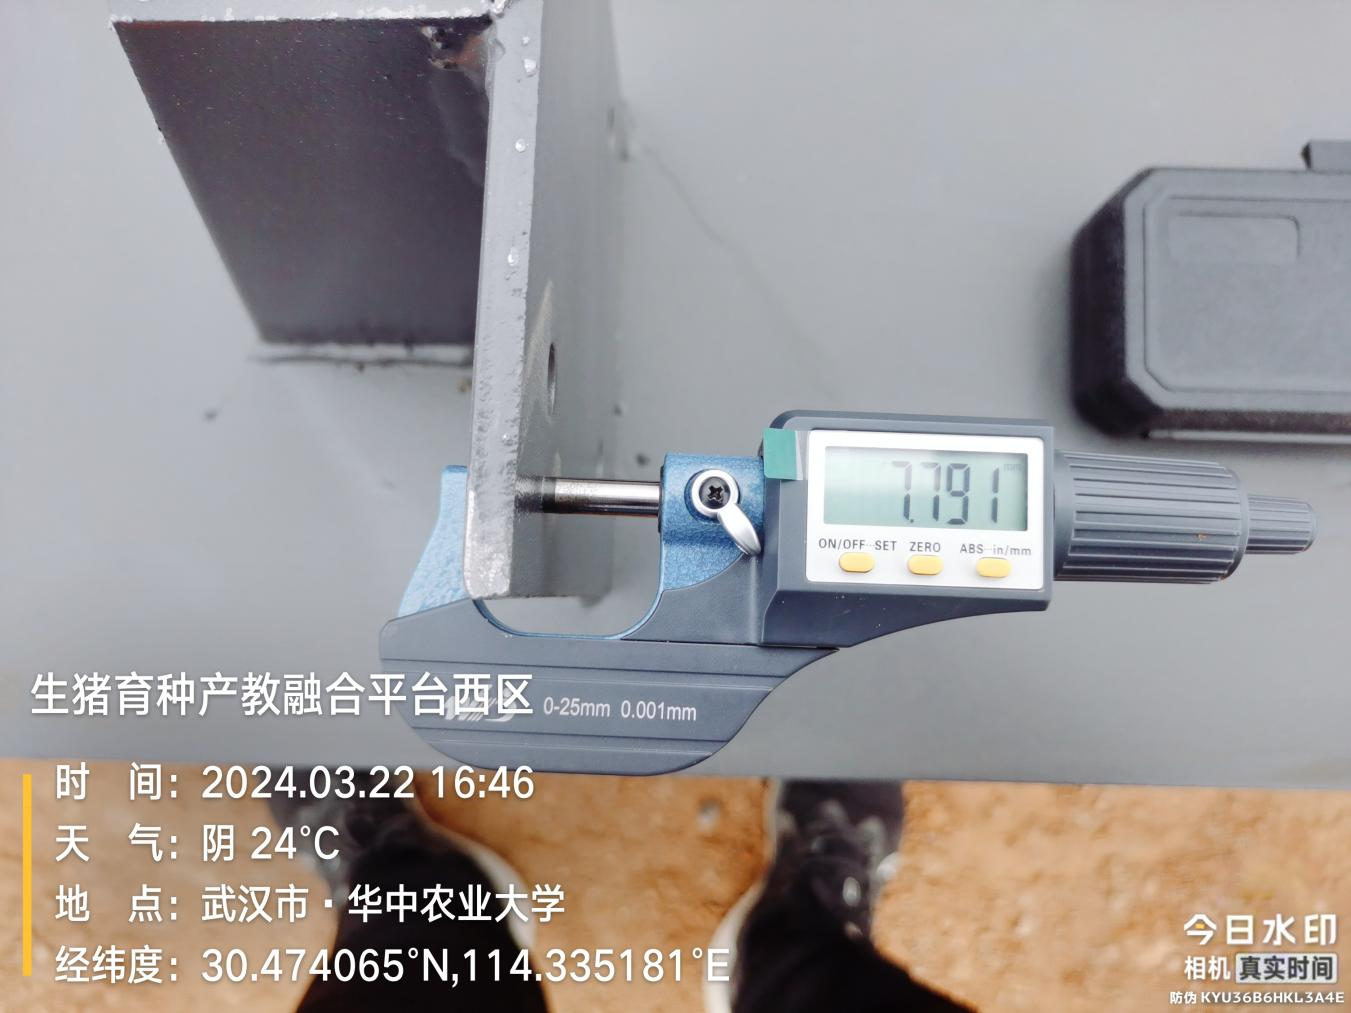 7.791
mm
ON/OFF SET ZERO ABS in/mm
0-25mm 0.001mm
生猪育种产教融合平台西区
时 间：2024.03.22 16:46
天 气：阴 24°C
地 点：武汉市·华中农业大学
经纬度：30.474065°N,114.335181°E
今日水印
相机 真实时间
防伪 KYU36B6HKL3A4E